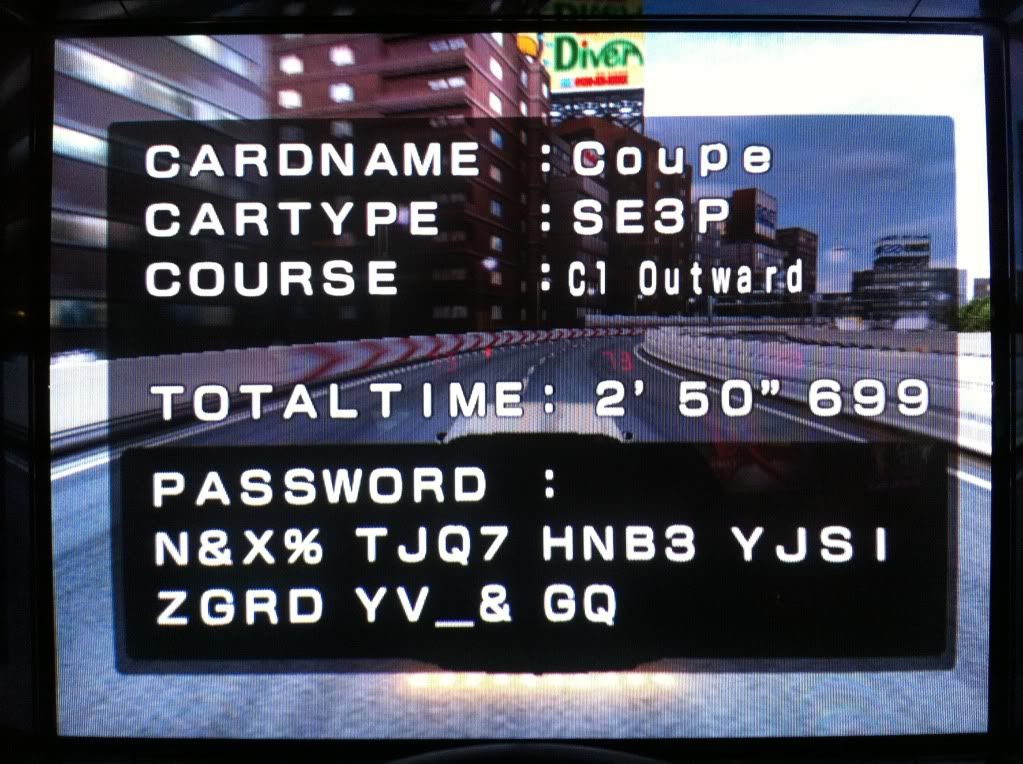 Diver
CARDNAME :Coupe
CARTYPE :SE3P
COURSE :C1 Outward
TOTALTIME: 2' 50" 699
PASSWORD :
N&X% TJQ7 HNB3 YJSI
ZGRD YV_& GQ